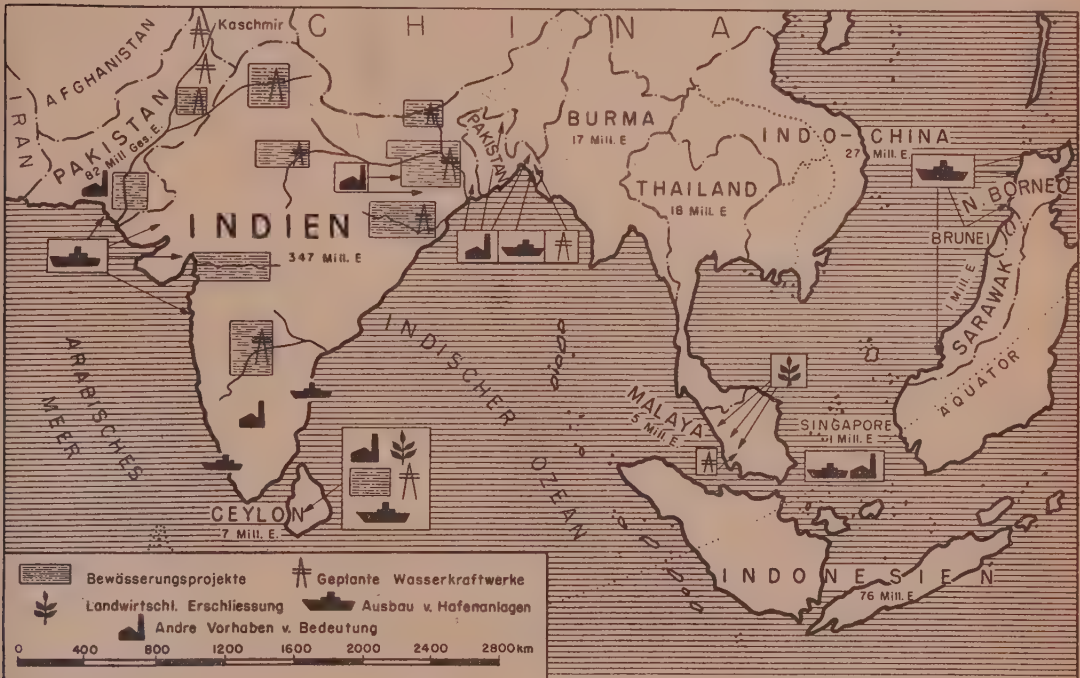 Kaschmir
CHINA
AFGHANISTAN
IRAN
PAKISTAN
82 Mill Ges. E.
PAKISTAN
BURMA
17 Mill. E
INDO-CHINA
27 Mill. E.
THAILAND
18 Mill. E
INDIEN
347 Mill. E
N. BORNEO
BRUNEI
1 Mill. E
SARAWAK
ÄQUATOR
ARABISCHES
MEER
INDISCHER
OZEAN
MALAYA
5 Mill. E
SINGAPORE
1 Mill. E
CEYLON
7 Mill. E.
INDONESIEN
76 Mill. E
Bewässerungsprojekte
Geplante Wasserkraftwerke
Landwirtschl. Erschliessung
Ausbau v. Hafenanlagen
Andre Vorhaben v. Bedeutung
0 400 800 1200 1600 2000 2400 2800 km